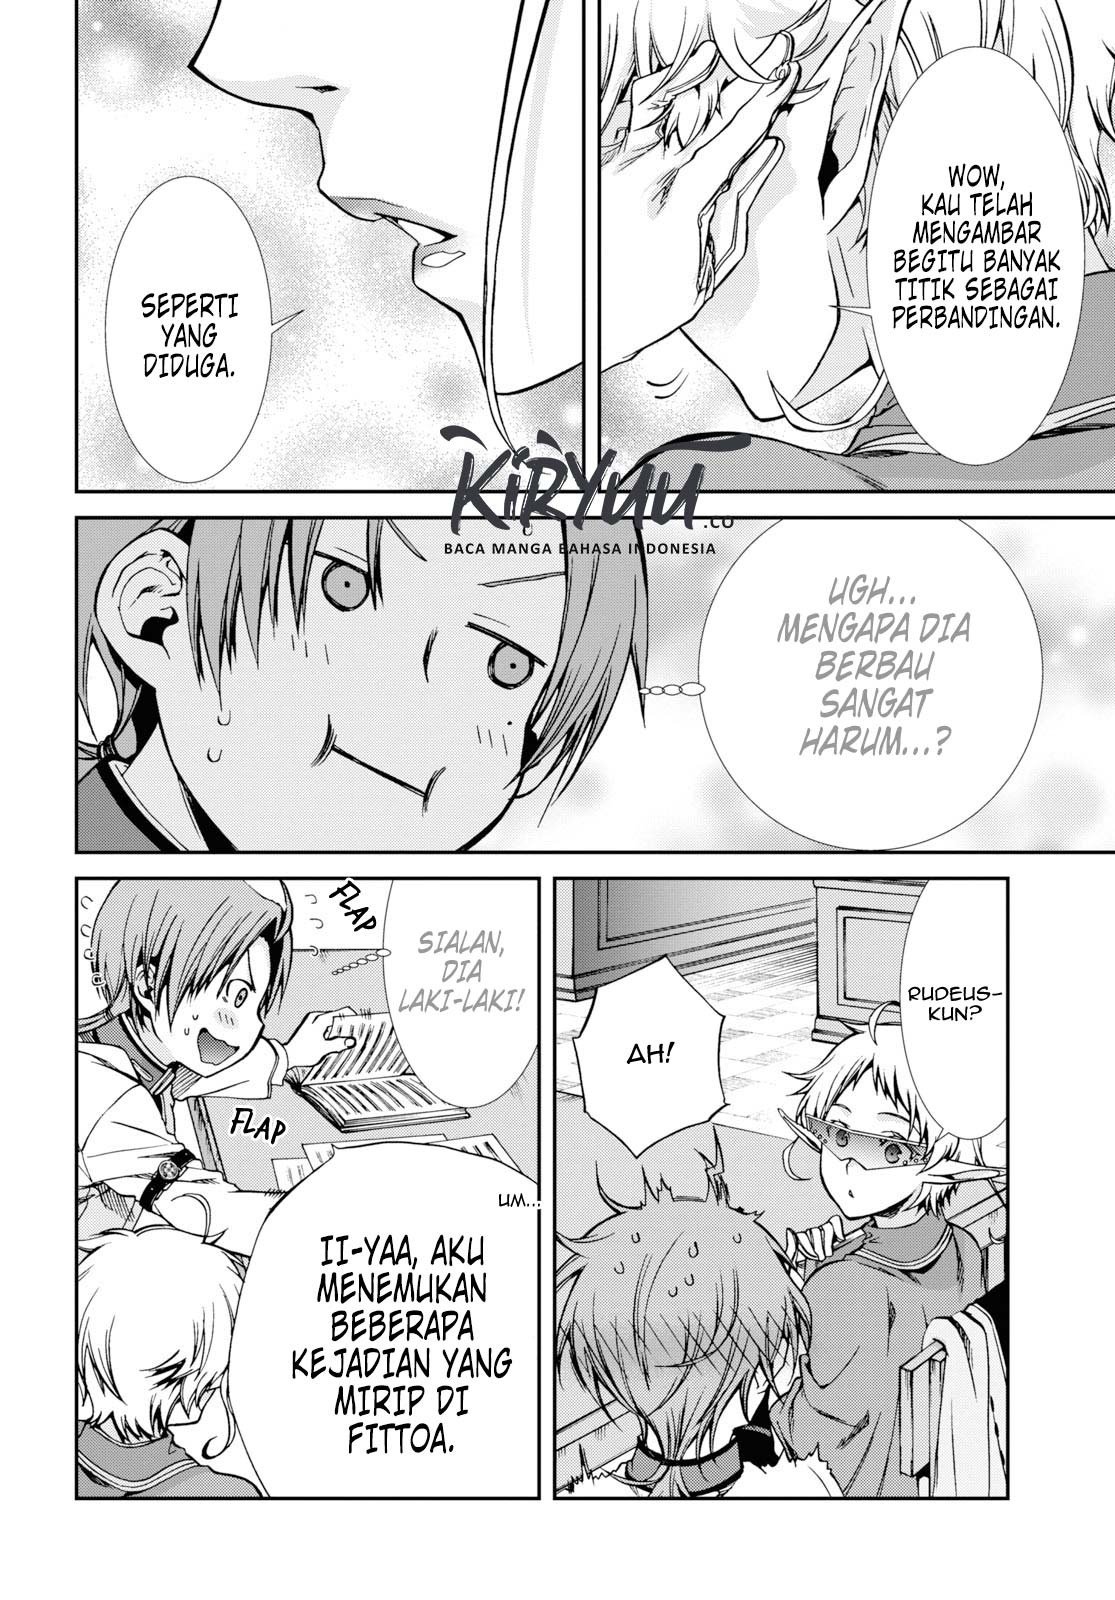 WOW,
KAU TELAH
MENGAMBAR
BEGITU BANYAK
TITIK SEBAGAI
PERBANDINGAN.
SEPERTI
YANG
DIDUGA.
KiRYUU
.co
BACA MANGA BAHASA INDONESIA
UGH...
MENGAPA DIA
BERBAU
SANGAT
HARUM...?
RUDEUS-
KUN?
AH!
FLAP
SIALAN,
DIA
LAKI-LAKI!
FLAP
UM...
II-YAA, AKU
MENEMUKAN
BEBERAPA
KEJADIAN YANG
MIRIP DI
FITTOA.